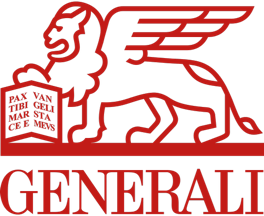 PAX VAN
TIBI GELI
MAR STA
CE E MEVS
GENERALI